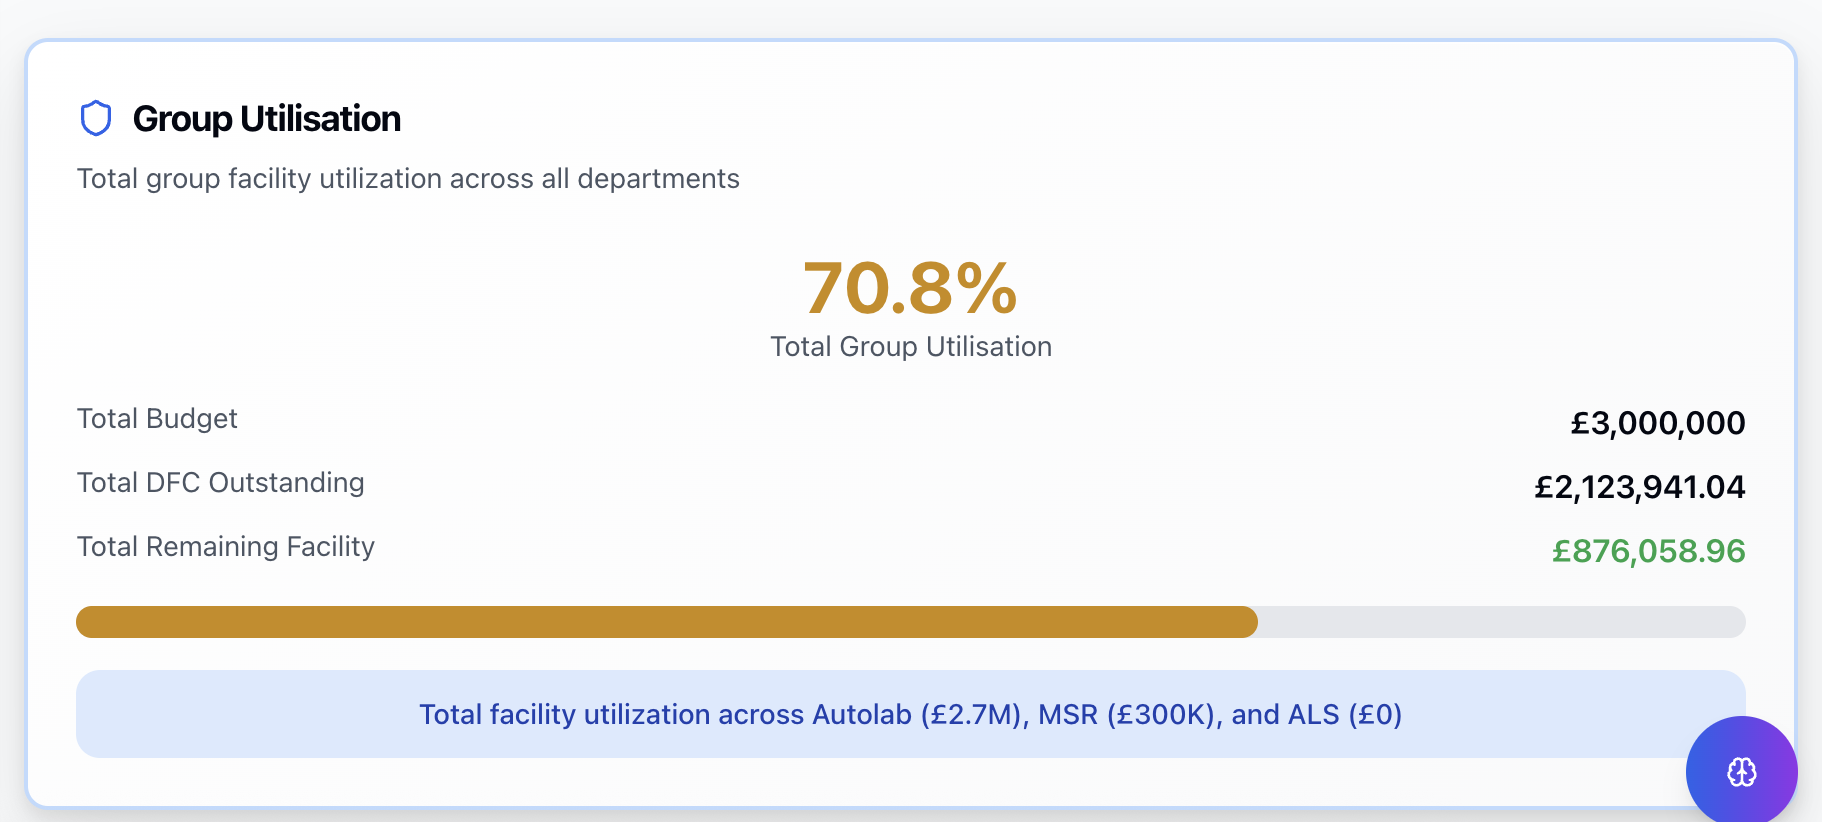 Group Utilisation
Total group facility utilization across all departments
70.8%
Total Group Utilisation
Total Budget £3,000,000
Total DFC Outstanding £2,123,941.04
Total Remaining Facility £876,058.96
Total facility utilization across Autolab (£2.7M), MSR (£300K), and ALS (£0)